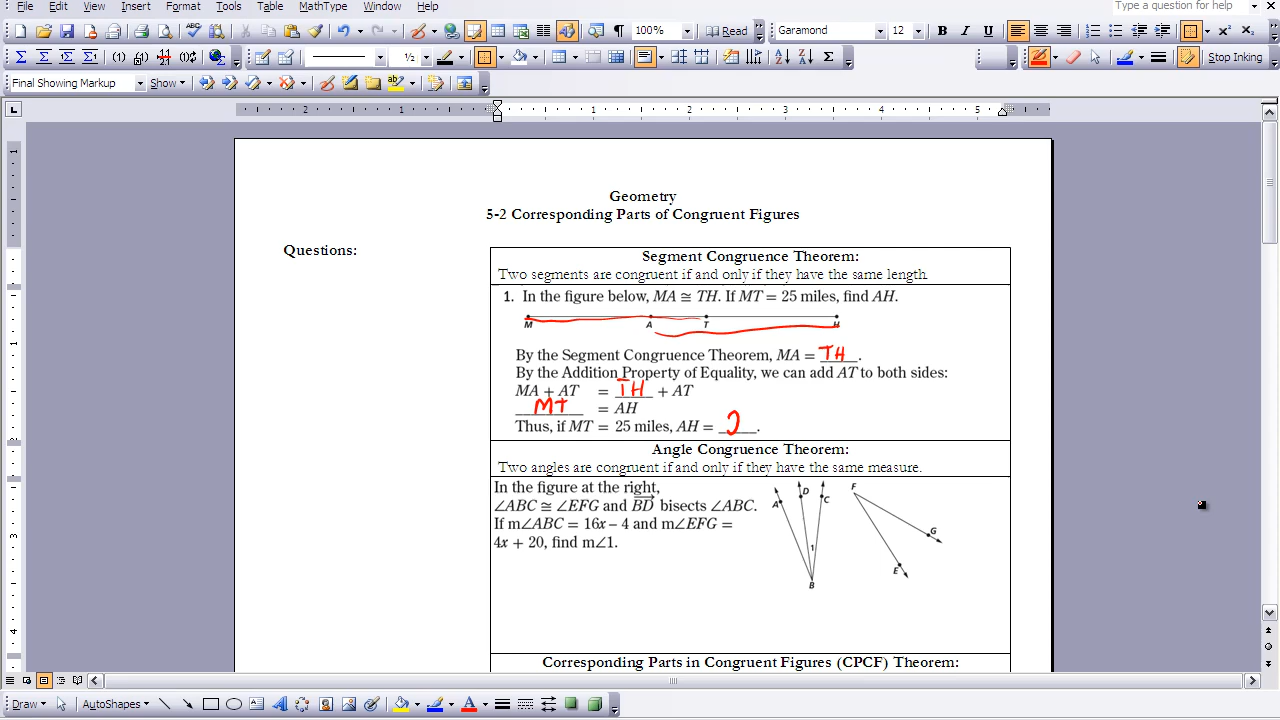 File Edit View Insert Format Tools Table MathType Window Help
Type a question for help
100% Read Garamond 12 B I U
Stop Inking
Final Showing Markup Show
Geometry
5-2 Corresponding Parts of Congruent Figures
Questions:
Segment Congruence Theorem:
Two segments are congruent if and only if they have the same length.
1. In the figure below, MA ≅ TH. If MT = 25 miles, find AH.
M A T H
By the Segment Congruence Theorem, MA = TH.
By the Addition Property of Equality, we can add AT to both sides:
MA + AT = TH + AT
MT = AH
Thus, if MT = 25 miles, AH = ____.
Angle Congruence Theorem:
Two angles are congruent if and only if they have the same measure.
In the figure at the right,
∠ABC ≅ ∠EFG and BD bisects ∠ABC.
If m∠ABC = 16x – 4 and m∠EFG =
4x + 20, find m∠1.
A D C F
1 G
B E
Corresponding Parts in Congruent Figures (CPCF) Theorem:
Draw AutoShapes